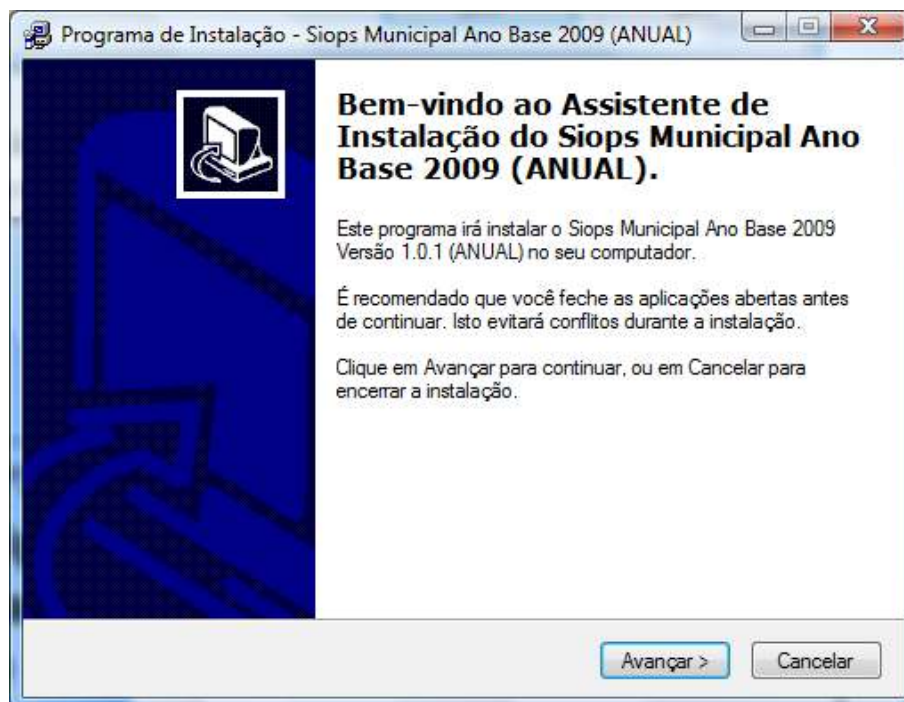 Programa de Instalação - Siops Municipal Ano Base 2009 (ANUAL)
Bem-vindo ao Assistente de
Instalação do Siops Municipal Ano
Base 2009 (ANUAL).
Este programa irá instalar o Siops Municipal Ano Base 2009
Versão 1.0.1 (ANUAL) no seu computador.
É recomendado que você feche as aplicações abertas antes
de continuar. Isto evitará conflitos durante a instalação.
Clique em Avançar para continuar, ou em Cancelar para
encerrar a instalação.
Avançar >
Cancelar